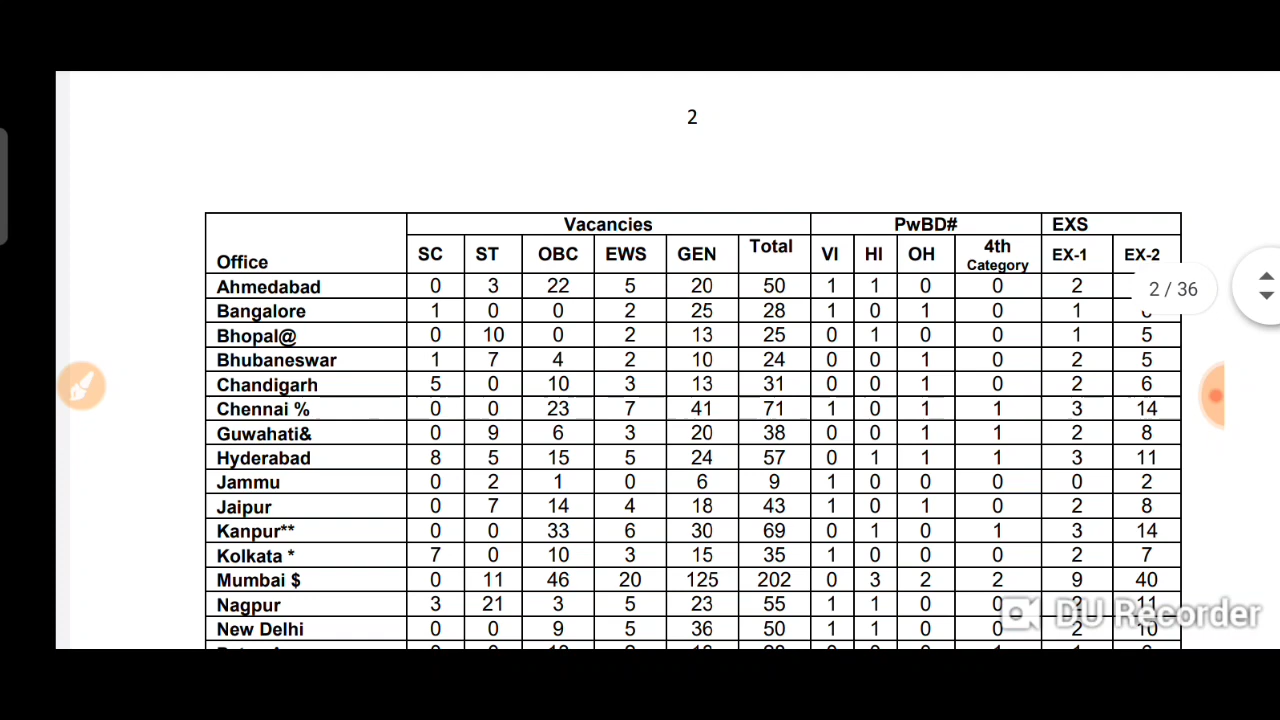 2
Vacancies PwBD# EXS
Office SC ST OBC EWS GEN Total VI HI OH 4th Category EX-1 EX-2
Ahmedabad 0 3 22 5 20 50 1 1 0 0 2
2 / 36
Bangalore 1 0 0 2 25 28 1 0 1 0 1
Bhopal@ 0 10 0 2 13 25 0 1 0 0 1 5
Bhubaneswar 1 7 4 2 10 24 0 0 1 0 2 5
Chandigarh 5 0 10 3 13 31 0 0 1 0 2 6
Chennai % 0 0 23 7 41 71 1 0 1 1 3 14
Guwahati& 0 9 6 3 20 38 0 0 1 1 2 8
Hyderabad 8 5 15 5 24 57 0 1 1 1 3 11
Jammu 0 2 1 0 6 9 1 0 0 0 0 2
Jaipur 0 7 14 4 18 43 1 0 1 0 2 8
Kanpur** 0 0 33 6 30 69 0 1 0 1 3 14
Kolkata * 7 0 10 3 15 35 1 0 0 0 2 7
Mumbai $ 0 11 46 20 125 202 0 3 2 2 9 40
Nagpur 3 21 3 5 23 55 1 1 0 0 2 11
DU Recorder
New Delhi 0 0 9 5 36 50 1 1 0 0 2 10